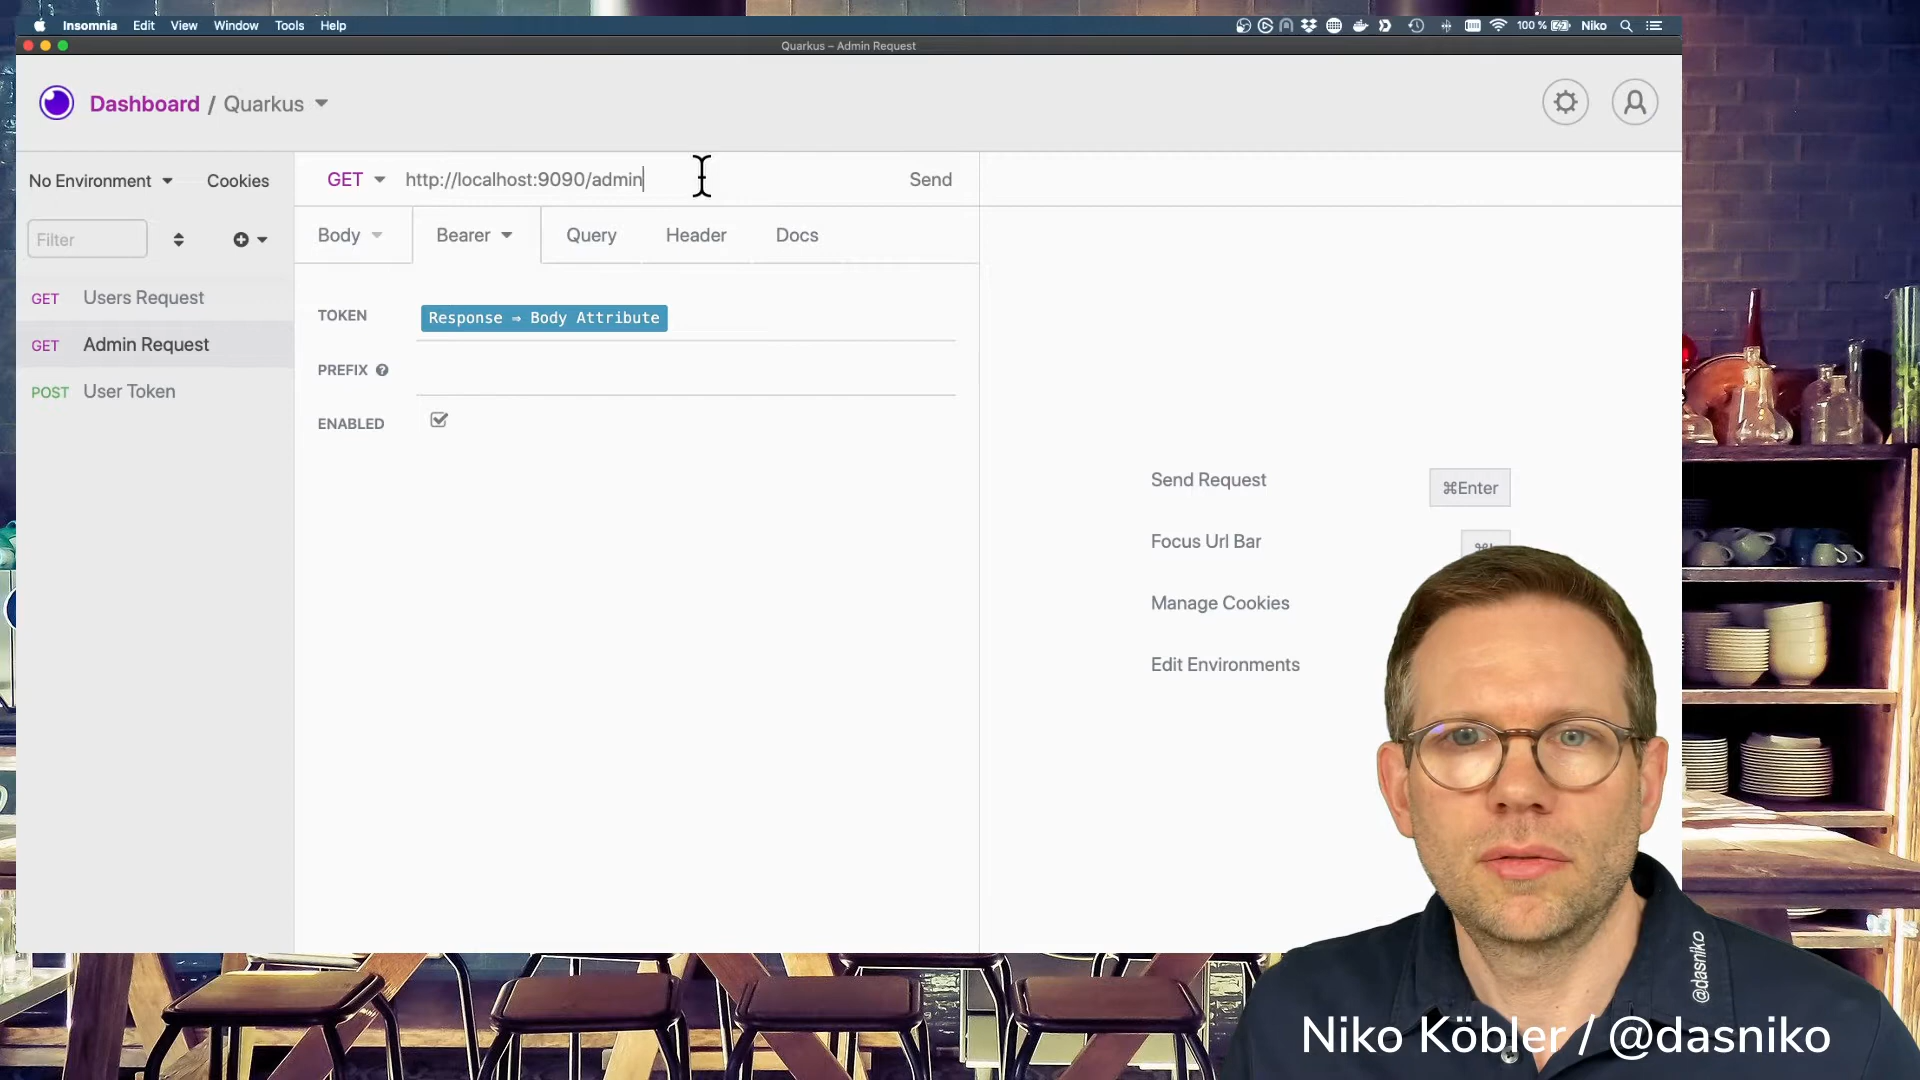 Insomnia Edit View Window Tools Help 100 % Niko
Quarkus – Admin Request
Dashboard / Quarkus
No Environment Cookies
GET http://localhost:9090/admin Send
Filter
Body Bearer Query Header Docs
GET Users Request
GET Admin Request
POST User Token
TOKEN Response ⇒ Body Attribute
PREFIX
ENABLED
Send Request ⌘Enter
Focus Url Bar
Manage Cookies
Edit Environments
@dasniko
Niko Köbler / @dasniko